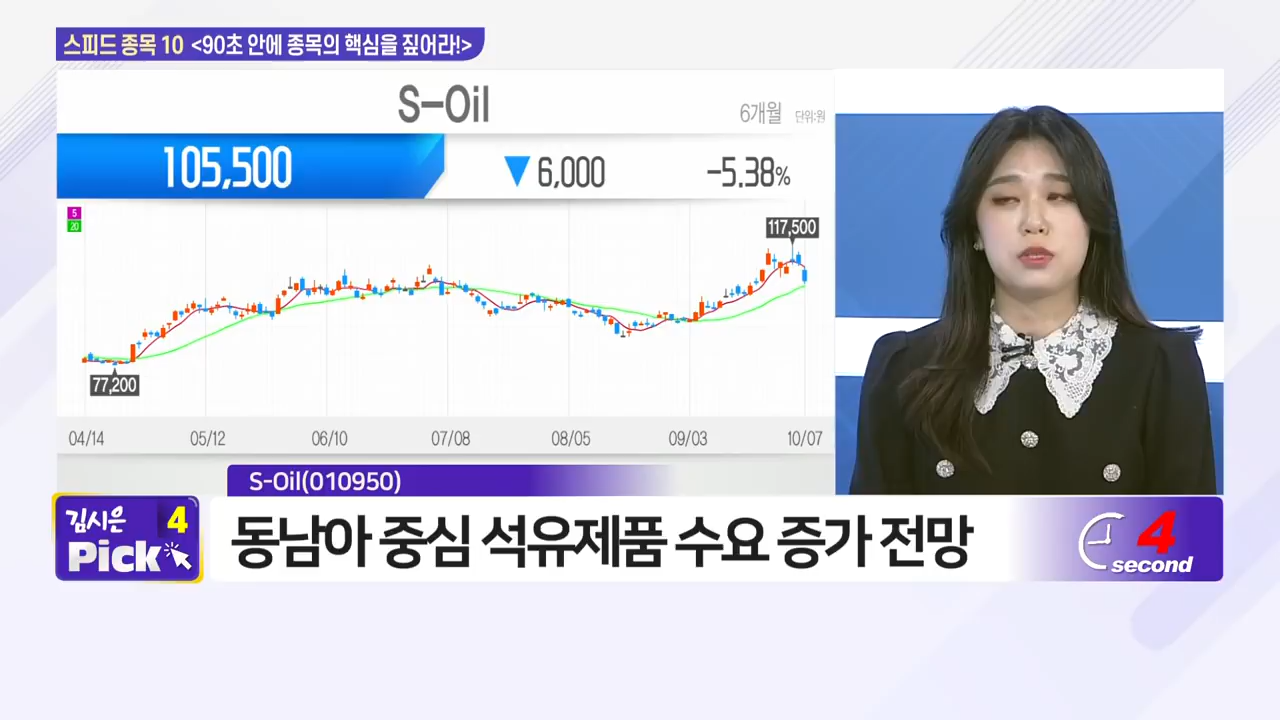 스피드 종목 10 <90초 안에 종목의 핵심을 짚어라!>
S-Oil
6개월 단위:원
105,500 ▼6,000 -5.38%
5
20
117,500
77,200
04/14 05/12 06/10 07/08 08/05 09/03 10/07
S-Oil(010950)
김시은 4
Pick
동남아 중심 석유제품 수요 증가 전망
4
second